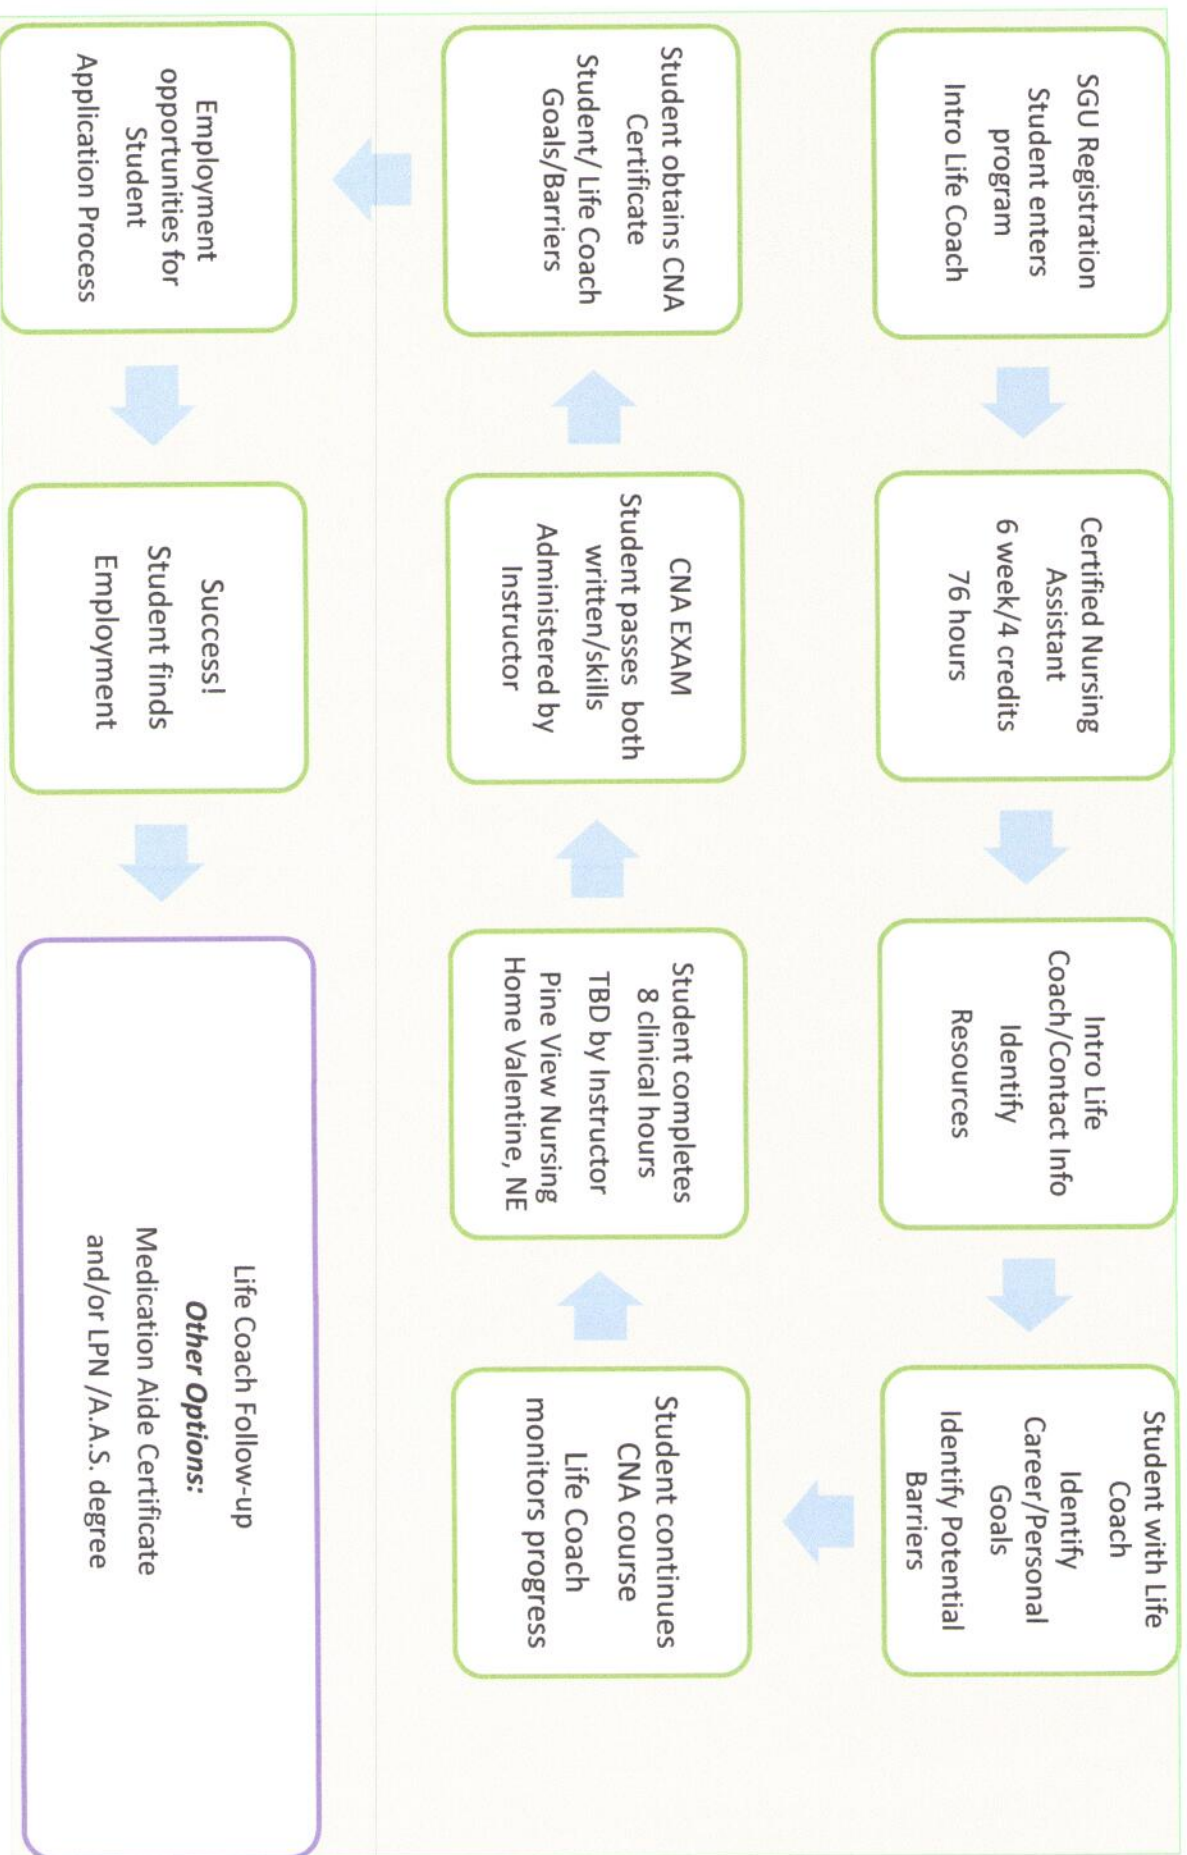 SGU Registration
Student enters
program
Intro Life Coach
Certified Nursing
Assistant
6 week/4 credits
76 hours
Intro Life
Coach/Contact Info
Identify
Resources
Student with Life
Coach
Identify
Career/Personal
Goals
Identify Potential
Barriers
Student continues
CNA course
Life Coach
monitors progress
Student completes
8 clinical hours
TBD by Instructor
Pine View Nursing
Home Valentine, NE
CNA EXAM
Student passes both
written/skills
Administered by
Instructor
Student obtains CNA
Certificate
Student/ Life Coach
Goals/Barriers
Employment
opportunities for
Student
Application Process
Success!
Student finds
Employment
Life Coach Follow-up
Other Options:
Medication Aide Certificate
and/or LPN /A.A.S. degree